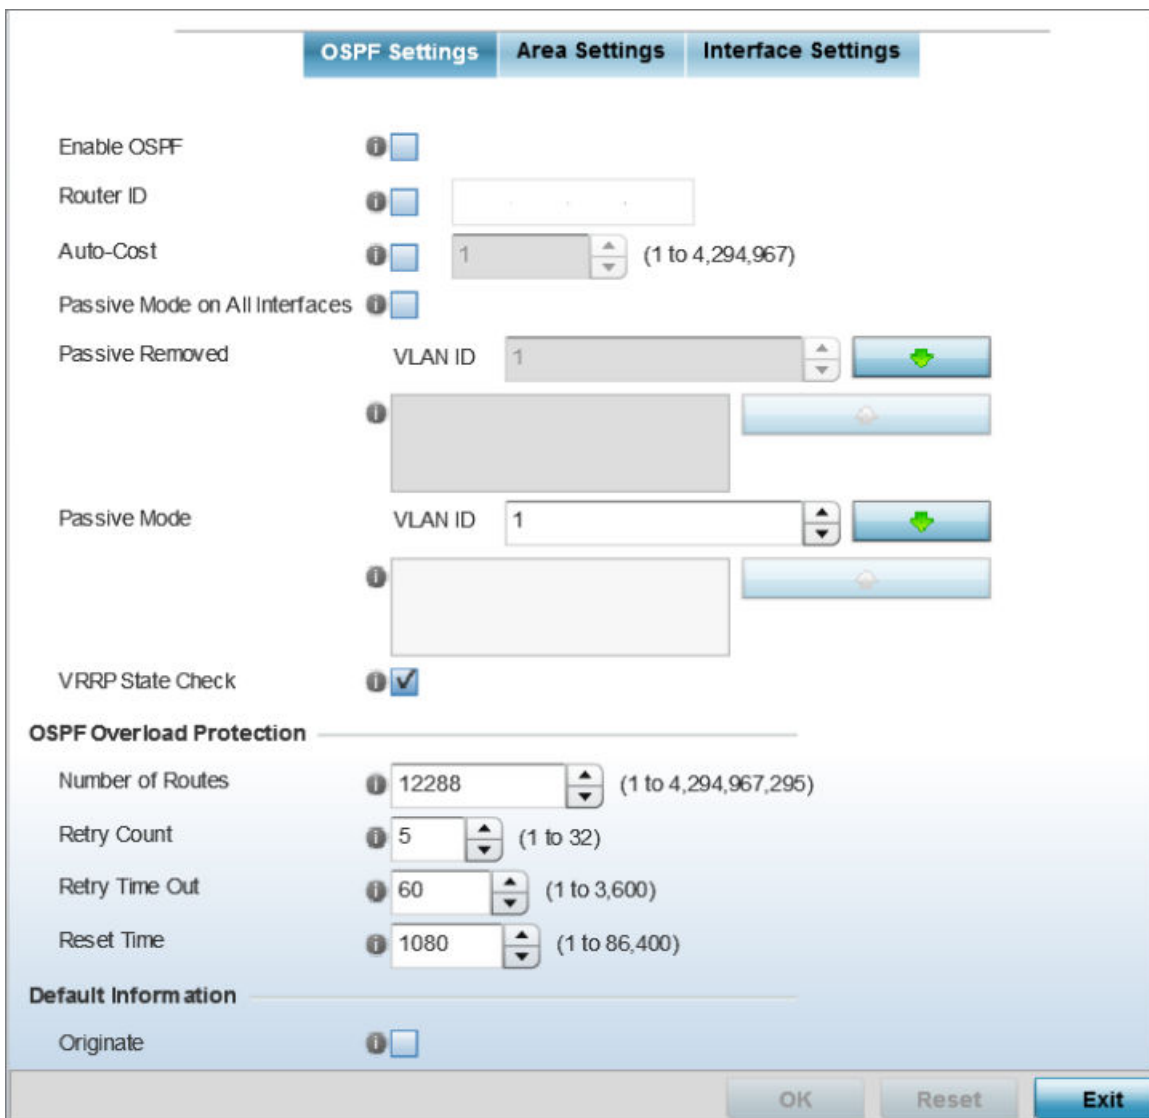 OSPF Settings Area Settings Interface Settings
Enable OSPF
Router ID
Auto-Cost 1 (1 to 4,294,967)
Passive Mode on All Interfaces
Passive Removed VLAN ID 1
Passive Mode VLAN ID 1
VRRP State Check
OSPF Overload Protection
Number of Routes 12288 (1 to 4,294,967,295)
Retry Count 5 (1 to 32)
Retry Time Out 60 (1 to 3,600)
Reset Time 1080 (1 to 86,400)
Default Information
Originate
OK Reset Exit